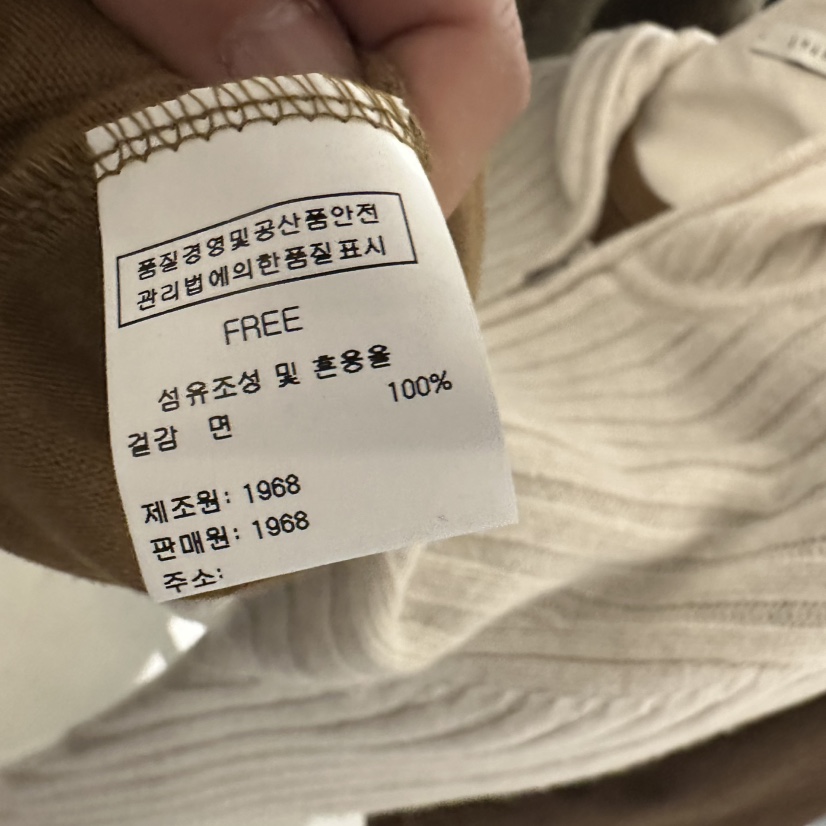 품질경영및공산품안전
관리법에의한품질표시
FREE
섬유조성 및 혼용율
겉감 면 100%
제조원: 1968
판매원: 1968
주소: